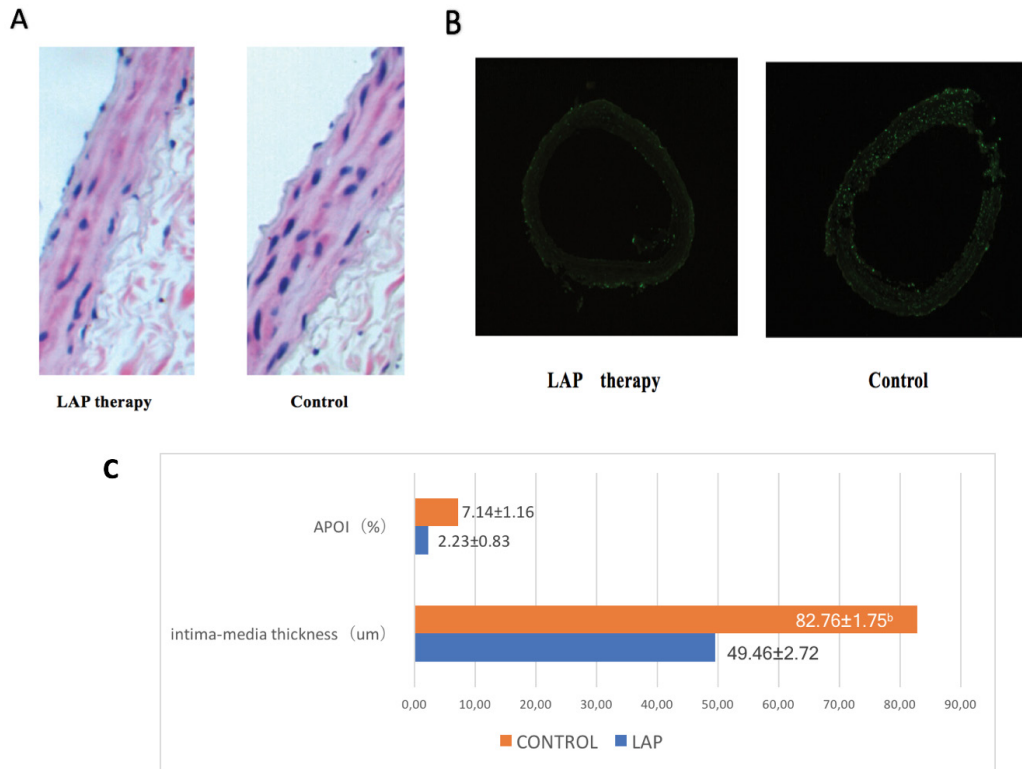 A
B
LAP therapy
Control
LAP therapy
Control
C
APOI（%）
7.14±1.16
2.23±0.83
intima-media thickness（um）
82.76±1.75ᵇ
49.46±2.72
0,00 10,00 20,00 30,00 40,00 50,00 60,00 70,00 80,00 90,00
CONTROL LAP